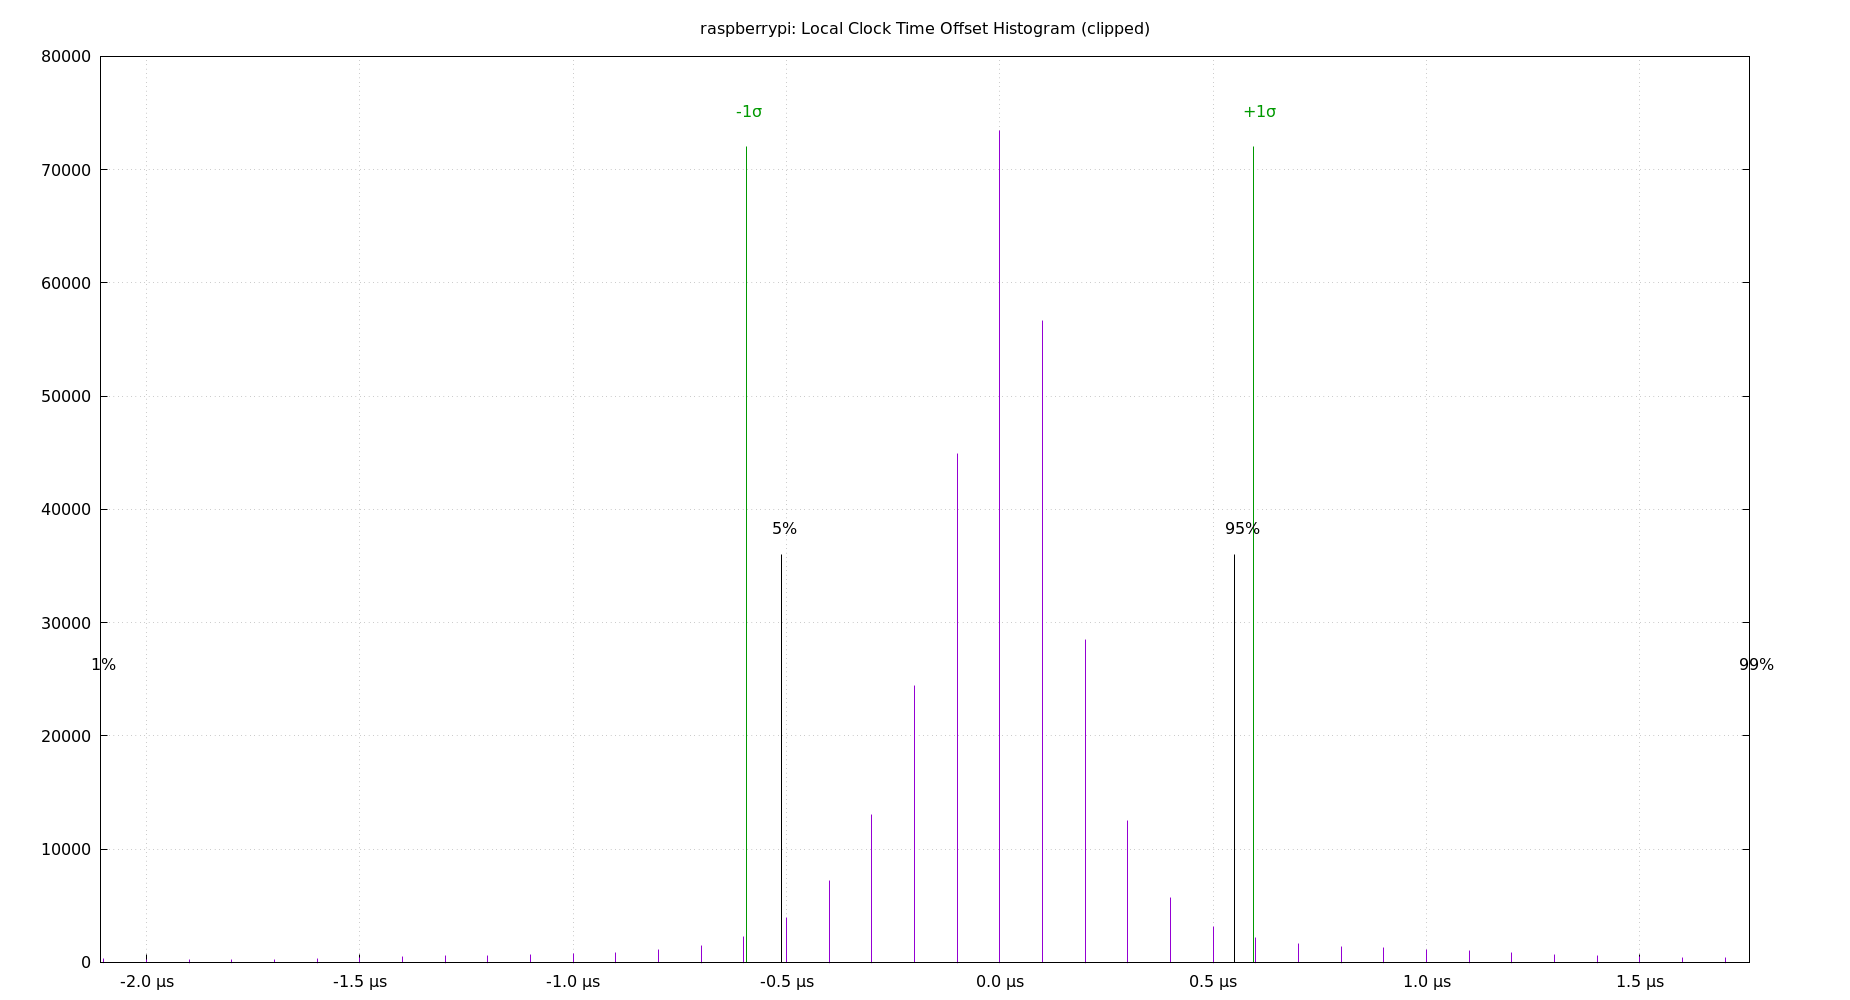 raspberrypi: Local Clock Time Offset Histogram (clipped)
80000
-1σ
+1σ
70000
60000
50000
40000
5%
95%
30000
1%
99%
20000
10000
0
-2.0 µs
-1.5 µs
-1.0 µs
-0.5 µs
0.0 µs
0.5 µs
1.0 µs
1.5 µs